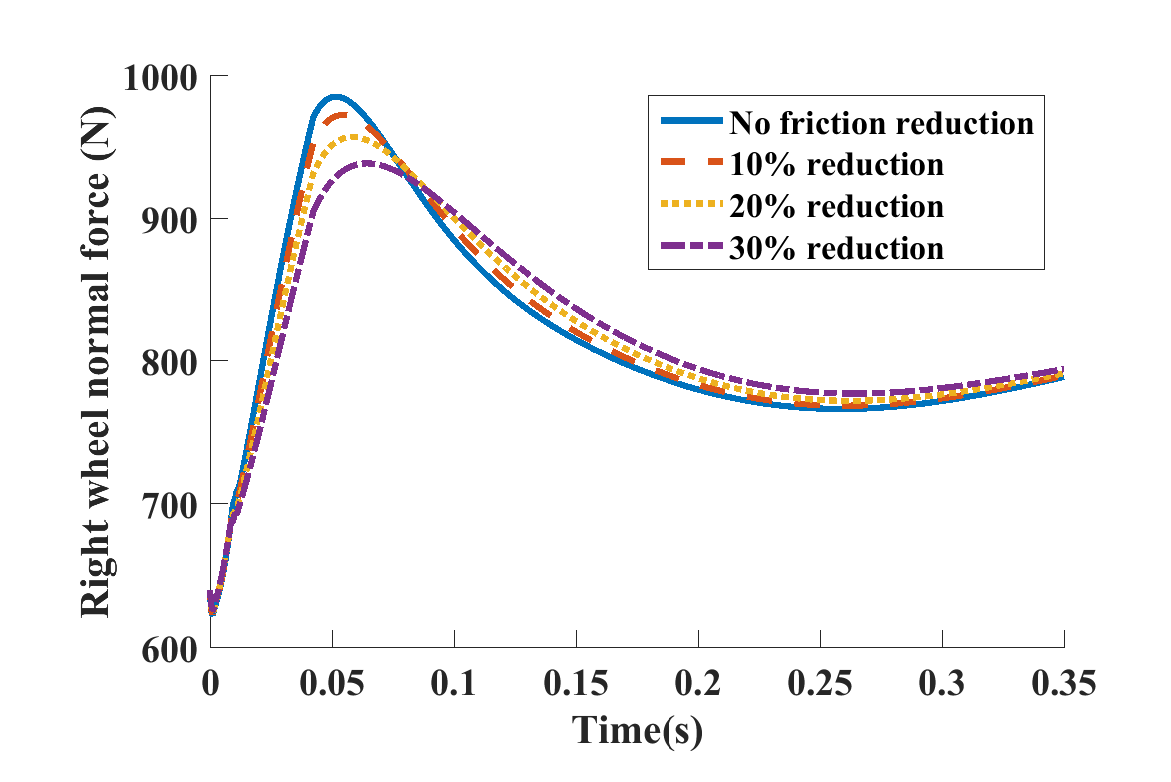 Right wheel normal force (N)
1000
900
800
700
600
0
0.05
0.1
0.15
0.2
0.25
0.3
0.35
Time(s)
No friction reduction
10% reduction
20% reduction
30% reduction